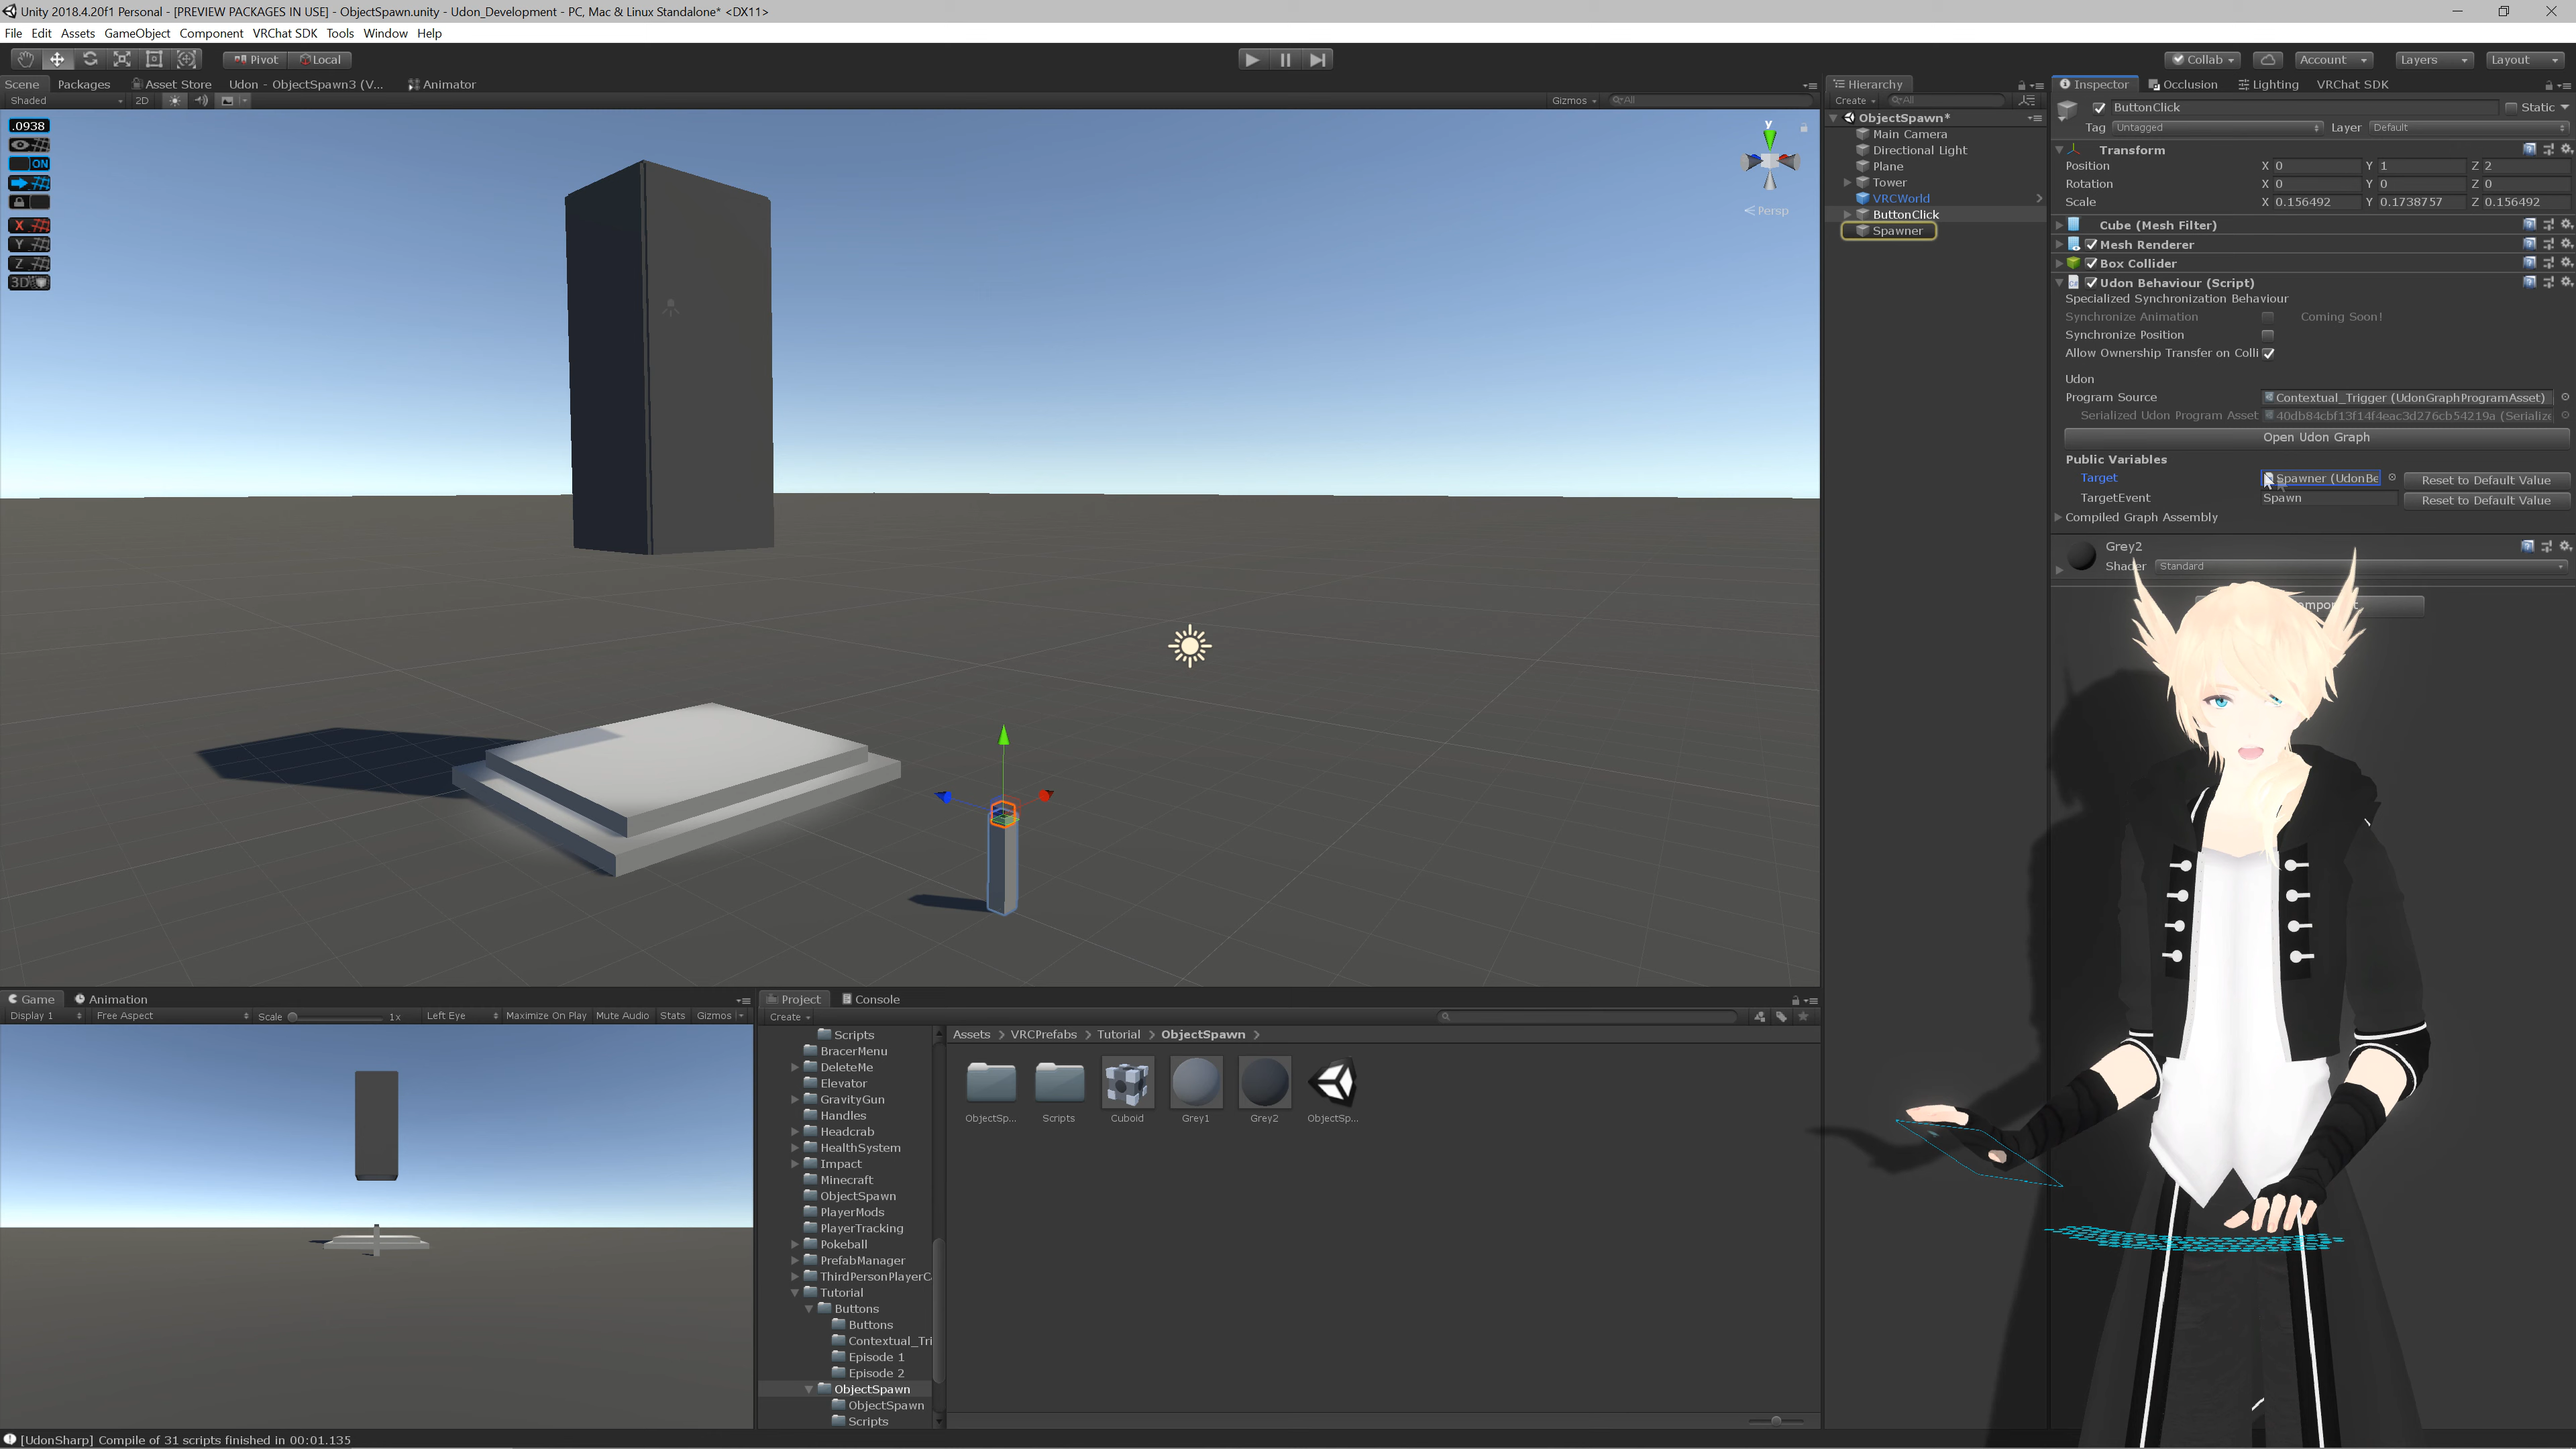 Unity 2018.4.20f1 Personal - [PREVIEW PACKAGES IN USE] - ObjectSpawn.unity - Udon_Development - PC, Mac & Linux Standalone* <DX11>
File Edit Assets GameObject Component VRChat SDK Tools Window Help
Pivot Local Collab Account Layers Layout
Scene Packages Asset Store Udon - ObjectSpawn3 (V... Animator
Shaded 2D Gizmos All
.0938
ON
X
Y
Z
3D
y
Persp
Hierarchy
Create All
ObjectSpawn*
Main Camera
Directional Light
Plane
Tower
VRCWorld
ButtonClick
Spawner
Inspector Occlusion Lighting VRChat SDK
ButtonClick Static
Tag Untagged Layer Default
Transform
Position X 0 Y 1 Z 2
Rotation X 0 Y 0 Z 0
Scale X 0.156492 Y 0.1738757 Z 0.156492
Cube (Mesh Filter)
Mesh Renderer
Box Collider
Udon Behaviour (Script)
Specialized Synchronization Behaviour
Synchronize Animation Coming Soon!
Synchronize Position
Allow Ownership Transfer on Colli
Udon
Program Source Contextual_Trigger (UdonGraphProgramAsset)
Serialized Udon Program Asset 40db84cbf13f14f4eac3d276cb54219a (Serialize
Open Udon Graph
Public Variables
Target Spawner (UdonBe Reset to Default Value
TargetEvent Spawn Reset to Default Value
Compiled Graph Assembly
Grey2
Shader Standard
Game Animation
Display 1 Free Aspect Scale 1x Left Eye Maximize On Play Mute Audio Stats Gizmos
Project Console
Create
Scripts
BracerMenu
DeleteMe
Elevator
GravityGun
Handles
Headcrab
HealthSystem
Impact
Minecraft
ObjectSpawn
PlayerMods
PlayerTracking
Pokeball
PrefabManager
ThirdPersonPlayerC
Tutorial
Buttons
Buttons
Contextual_Tri
Episode 1
Episode 2
ObjectSpawn
ObjectSpawn
Scripts
Assets > VRCPrefabs > Tutorial > ObjectSpawn >
ObjectSp... Scripts Cuboid Grey1 Grey2 ObjectSp...
[UdonSharp] Compile of 31 scripts finished in 00:01.135